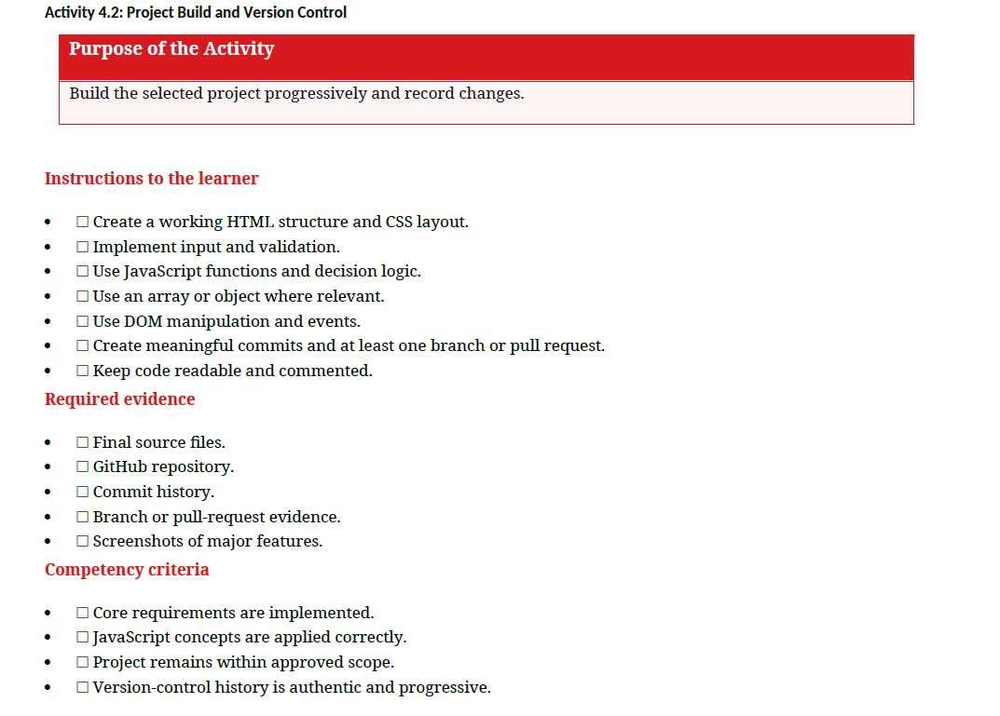 Activity 4.2: Project Build and Version Control
Purpose of the Activity
Build the selected project progressively and record changes.
Instructions to the learner
• ☐ Create a working HTML structure and CSS layout.
• ☐ Implement input and validation.
• ☐ Use JavaScript functions and decision logic.
• ☐ Use an array or object where relevant.
• ☐ Use DOM manipulation and events.
• ☐ Create meaningful commits and at least one branch or pull request.
• ☐ Keep code readable and commented.
Required evidence
• ☐ Final source files.
• ☐ GitHub repository.
• ☐ Commit history.
• ☐ Branch or pull-request evidence.
• ☐ Screenshots of major features.
Competency criteria
• ☐ Core requirements are implemented.
• ☐ JavaScript concepts are applied correctly.
• ☐ Project remains within approved scope.
• ☐ Version-control history is authentic and progressive.